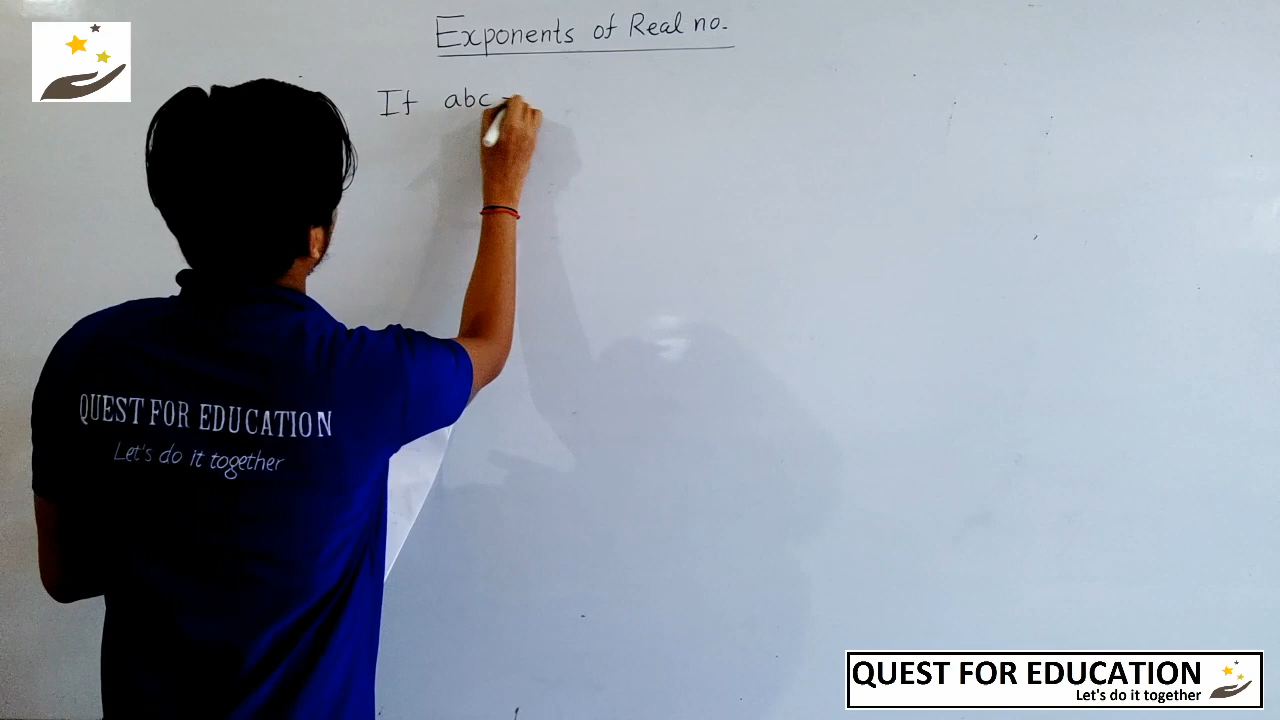 Exponents of Real no.
If abc =
QUEST FOR EDUCATION
Let's do it together
QUEST FOR EDUCATION
Let's do it together